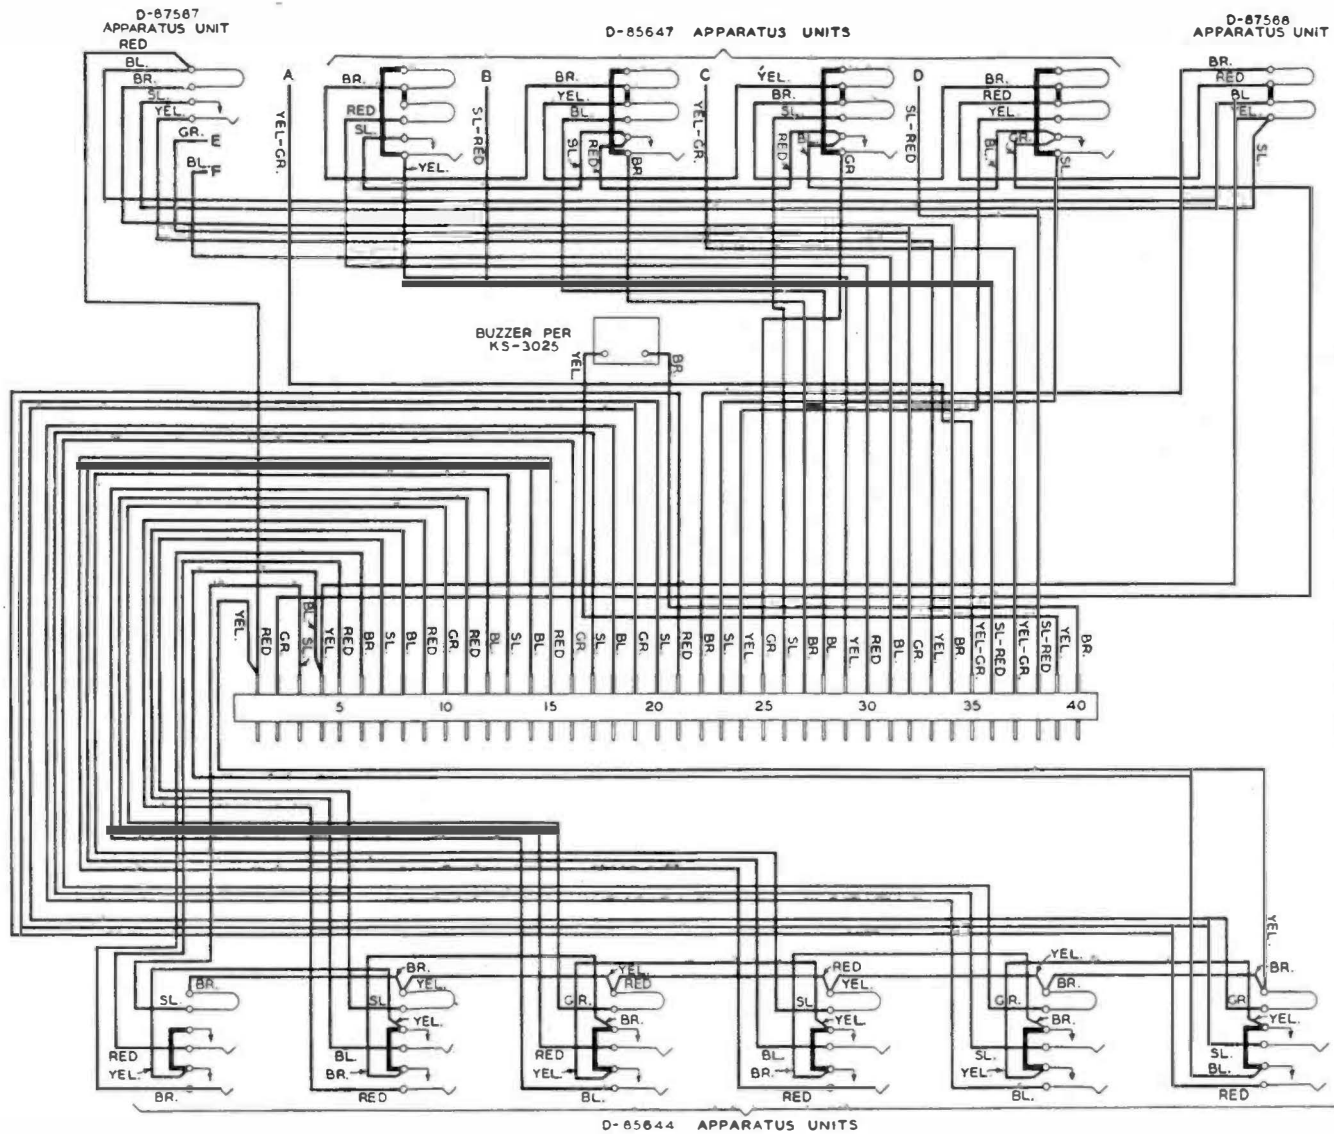 D-87587
APPARATUS UNIT
D-85647 APPARATUS UNITS
D-87588
APPARATUS UNIT
RED
BL.
BR.
SL.
YEL.
GR. E
BL. F
A
YEL-GR.
BR.
RED
SL.
YEL.
B
SL-RED
BR.
YEL.
BL.
SL.
RED
BR
C
YEL-GR.
YEL.
BR.
SL.
RED
BL.
GR
D
SL-RED
BR.
RED
YEL.
BL.
GR.
SL
BR.
RED
BL
YEL.
SL.
BUZZER PER
KS-3025
YEL.
BR.
YEL.
RED
GR
BL.
SL.
YEL
RED
BR
SL.
BL
RED
GR
RED
BL
SL.
BL
RED
GR
SL.
BL
GR
SL
RED
BR
SL.
YEL
GR
SL
BR
BL
YEL.
RED
BL.
GR
YEL.
BR.
YEL-GR.
SL-RED
YEL-GR.
SL-RED
YEL
BR.
5 10 15 20 25 30 35 40
YEL.
BR.
SL.
RED
YEL.
BR.
BR.
YEL.
SL
YEL.
BL.
BR.
RED
YEL.
RED
GR.
BR.
RED
YEL.
BL.
RED
YEL.
SL
YEL.
BL.
BR.
RED
YEL.
BR.
GR.
BR.
SL.
YEL.
BL.
BR.
GR
YEL.
SL.
BL.
RED
D-85644 APPARATUS UNITS